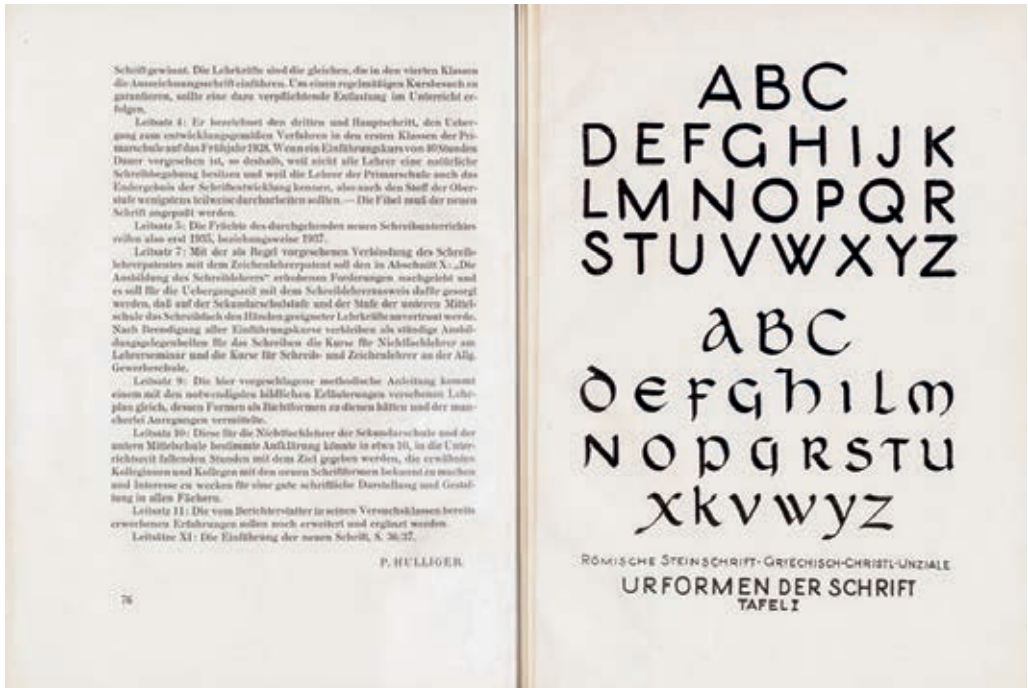 Schrift gewinnt. Die Lehrkräfte sind die gleichen, die in den vierten Klassen
die Auszeichnungsschrift einführen. Um einen regelmäßigen Kursbesuch zu
garantieren, sollte eine dazu verpflichtende Entlastung im Unterricht er-
folgen.
Leitsatz 4: Er bezeichnet den dritten und Hauptschritt, den Ueber-
gang zum entwicklungsgemäßen Verfahren in den ersten Klassen der Pri-
marschule auf das Frühjahr 1928. Wenn ein Einführungskurs von 40 Stunden
Dauer vorgesehen ist, so deshalb, weil nicht alle Lehrer eine natürliche
Schreibbegabung besitzen und weil die Lehrer der Primarschule auch das
Endergebnis der Schriftentwicklung kennen, also auch den Stoff der Ober-
stufe wenigstens teilweise durcharbeiten sollten. — Die Fibel muß der neuen
Schrift angepaßt werden.
Leitsatz 5: Die Früchte des durchgehenden neuen Schreibunterrichtes
reifen also erst 1935, beziehungsweise 1937.
Leitsatz 7: Mit der als Regel vorgesehenen Verbindung des Schreib-
lehrerpatentes mit dem Zeichenlehrerpatent soll den in Abschnitt X: „Die
Ausbildung des Schreiblehrers“ erhobenen Forderungen nachgelebt und
es soll für die Uebergangszeit mit dem Schreiblehrerausweis dafür gesorgt
werden, daß auf der Sekundarschulstufe und der Stufe der unteren Mittel-
schule das Schreibfach den Händen geeigneter Lehrkräfte anvertraut werde.
Nach Beendigung aller Einführungskurse verbleiben als ständige Ausbil-
dungsgelegenheiten für das Schreiben die Kurse für Nichtfachlehrer am
Lehrerseminar und die Kurse für Schreib- und Zeichenlehrer an der Allg.
Gewerbeschule.
Leitsatz 9: Die hier vorgeschlagene methodische Anleitung kommt
einem mit den notwendigsten bildlichen Erläuterungen versehenen Lehr-
plan gleich, dessen Formen als Richtformen zu dienen hätten und der man-
cherlei Anregungen vermittelte.
Leitsatz 10: Diese für die Nichtfachlehrer der Sekundarschule und der
untern Mittelschule bestimmte Aufklärung könnte in etwa 10, in die Unter-
richtszeit fallenden Stunden mit dem Ziel gegeben werden, die erwähnten
Kolleginnen und Kollegen mit den neuen Schriftformen bekannt zu machen
und Interesse zu wecken für eine gute schriftliche Darstellung und Gestal-
tung in allen Fächern.
Leitsatz 11: Die vom Berichterstatter in seinen Versuchsklassen bereits
erworbenen Erfahrungen sollen noch erweitert und ergänzt werden.
Leitsätze XI: Die Einführung der neuen Schrift, S. 36/37.
P. HULLIGER.
76
ABC
DEFGHIJK
LMNOPQR
STUVWXYZ
ABC
DEFGHILM
NOPQRSTU
XKVWYZ
RÖMISCHE STEINSCHRIFT-GRIECHISCH-CHRISTL-UNZIALE
URFORMEN DER SCHRIFT
TAFEL I